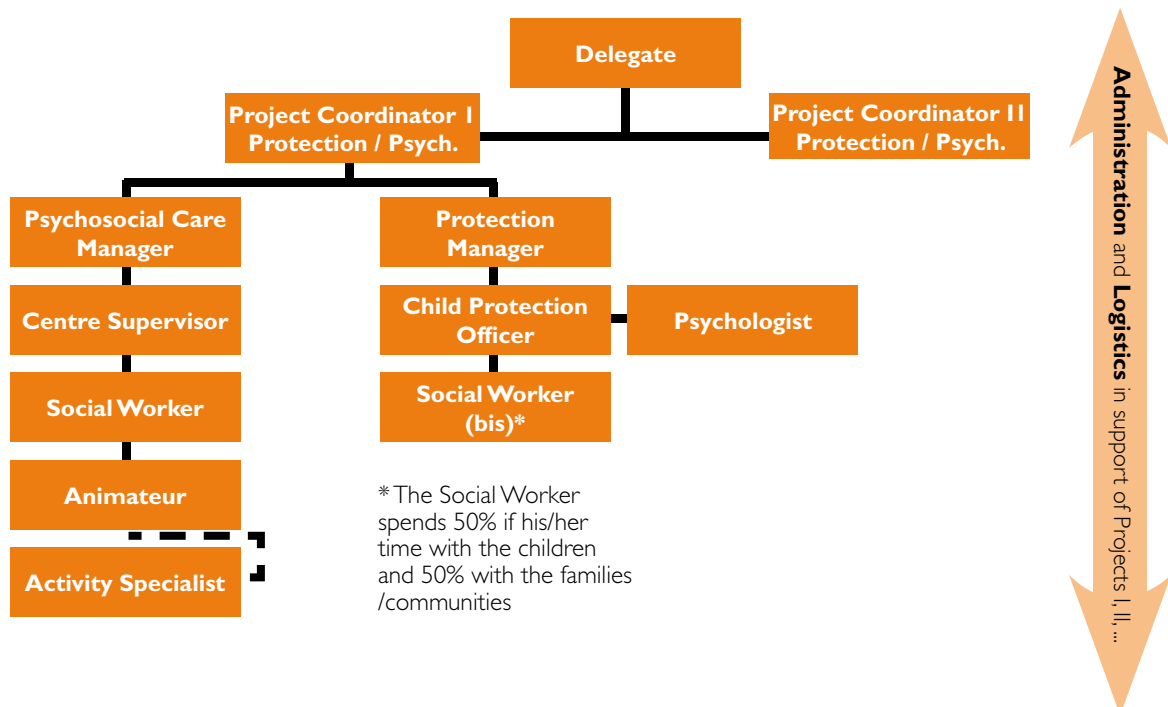 Delegate
Project Coordinator I
Protection / Psych.
Project Coordinator II
Protection / Psych.
Psychosocial Care
Manager
Protection
Manager
Centre Supervisor
Child Protection
Officer
Psychologist
Social Worker
Social Worker
(bis)*
Animateur
Activity Specialist
* The Social Worker
spends 50% if his/her
time with the children
and 50% with the families
/communities
Administration and Logistics in support of Projects I, II, ...